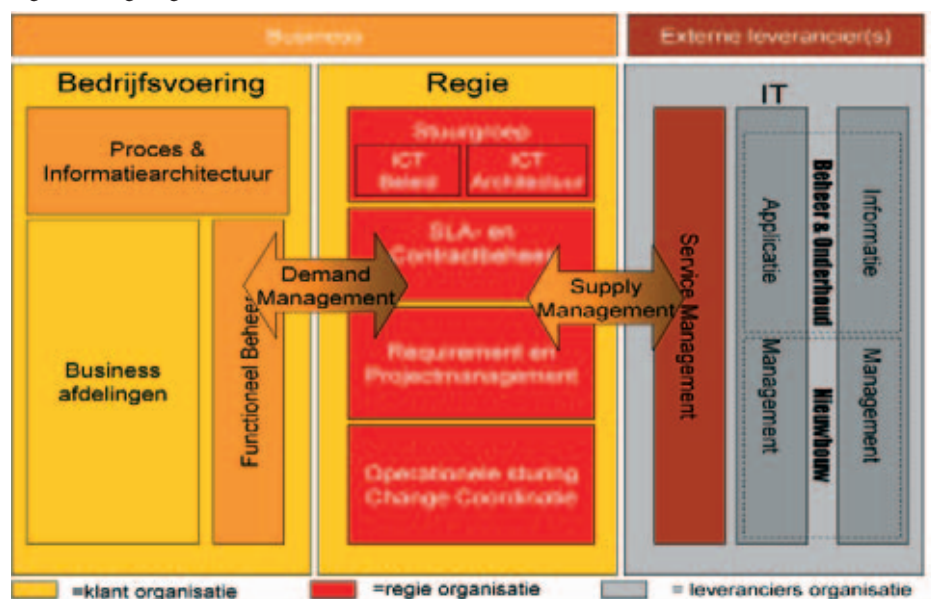 Business
Externe leverancier(s)
Bedrijfsvoering
Regie
IT
Proces &
Informatiearchitectuur
Stuurgroep
ICT
Beleid
ICT
Architectuur
SLA- en
Contractbeheer
Demand
Management
Supply
Management
Business
afdelingen
Functioneel Beheer
Requirement en
Projectmanagement
Operationele sturing
Change Coordinatie
Service Management
Applicatie
Management
Beheer & Onderhoud
Nieuwbouw
Informatie
Management
=klant organisatie
=regie organisatie
= leveranciers organisatie